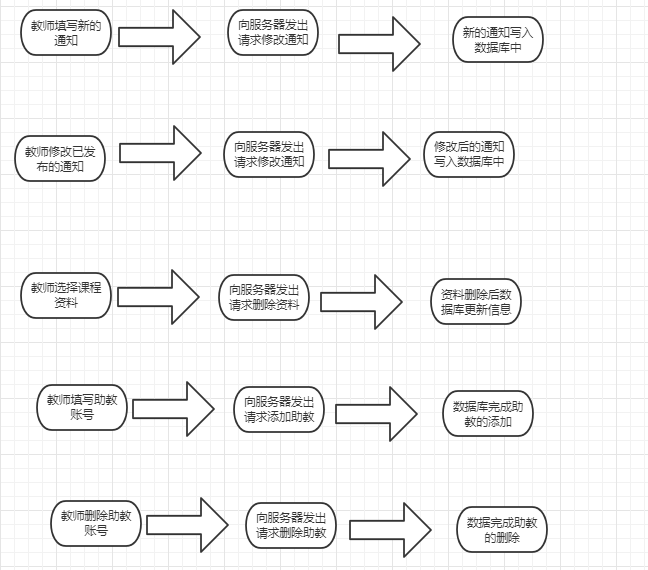 教师填写新的
通知
向服务器发出
请求修改通知
新的通知写入
数据库中
教师修改已发
布的通知
向服务器发出
请求修改通知
修改后的通知
写入数据库中
教师选择课程
资料
向服务器发出
请求删除资料
资料删除后数
据库更新信息
教师填写助教
账号
向服务器发出
请求添加助教
数据库完成助
教的添加
教师删除助教
账号
向服务器发出
请求删除助教
数据完成助教
的删除